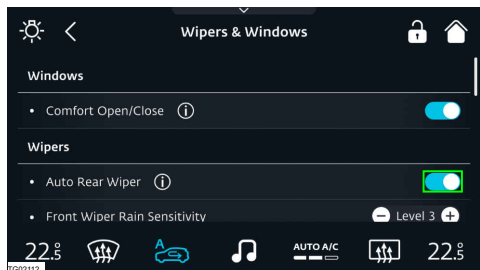 Wipers & Windows
Windows
• Comfort Open/Close
Wipers
• Auto Rear Wiper
• Front Wiper Rain Sensitivity
Level 3
22.5 A AUTO A/C 22.5
TG02112